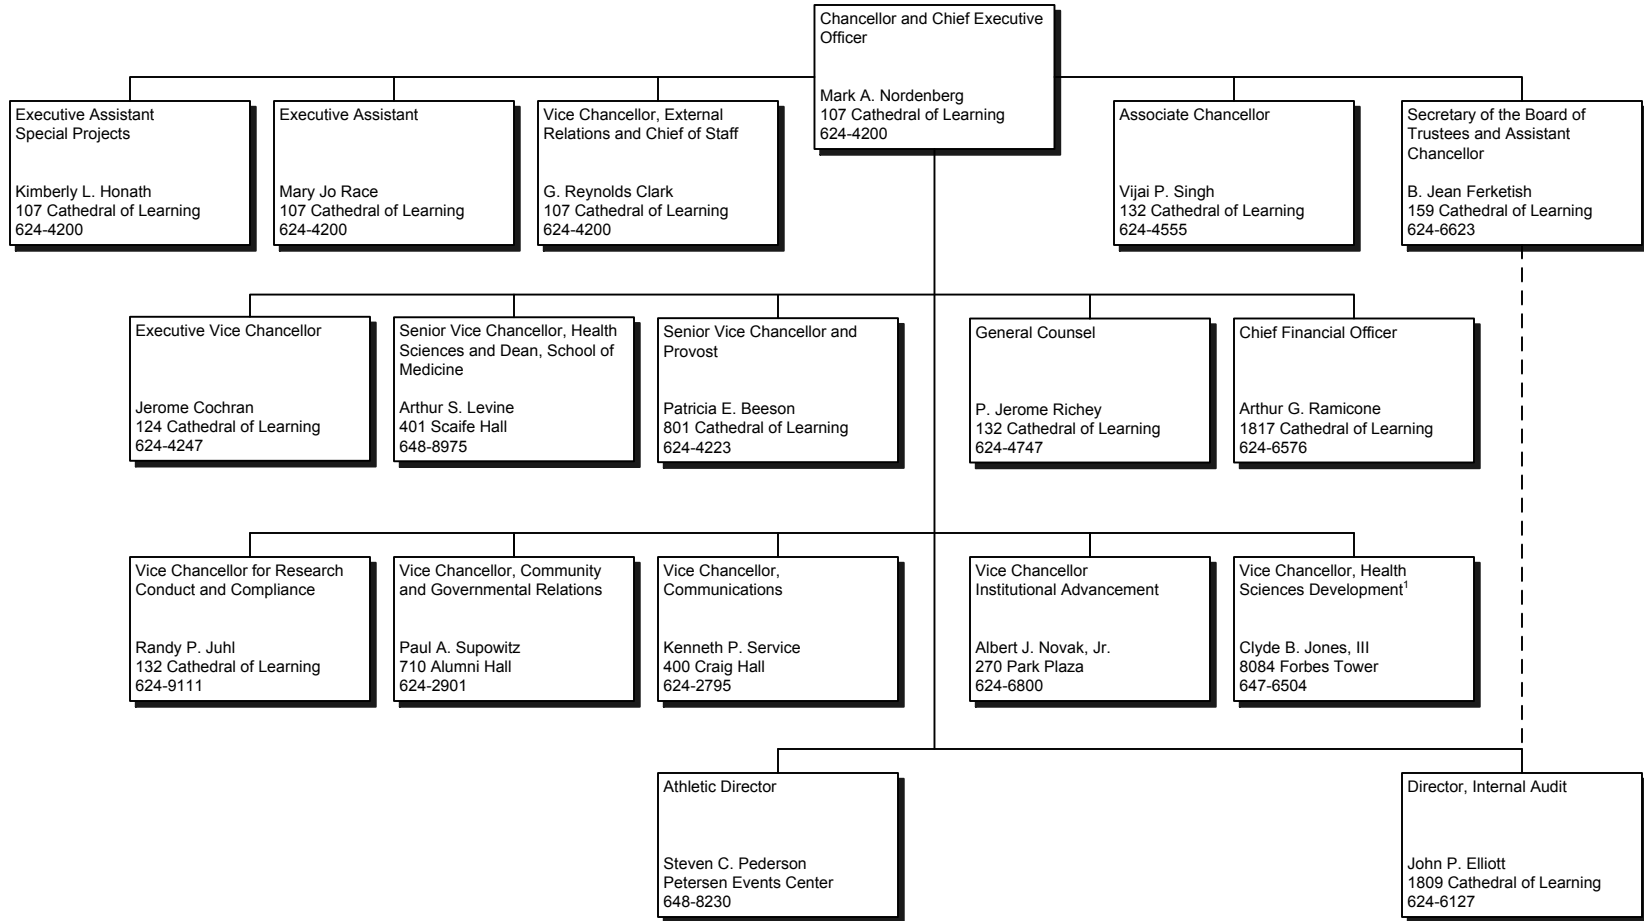 Chancellor and Chief Executive
Officer
Mark A. Nordenberg
107 Cathedral of Learning
624-4200
Executive Assistant
Special Projects
Kimberly L. Honath
107 Cathedral of Learning
624-4200
Executive Assistant
Mary Jo Race
107 Cathedral of Learning
624-4200
Vice Chancellor, External
Relations and Chief of Staff
G. Reynolds Clark
107 Cathedral of Learning
624-4200
Associate Chancellor
Vijai P. Singh
132 Cathedral of Learning
624-4555
Secretary of the Board of
Trustees and Assistant
Chancellor
B. Jean Ferketish
159 Cathedral of Learning
624-6623
Executive Vice Chancellor
Jerome Cochran
124 Cathedral of Learning
624-4247
Senior Vice Chancellor, Health
Sciences and Dean, School of
Medicine
Arthur S. Levine
401 Scaife Hall
648-8975
Senior Vice Chancellor and
Provost
Patricia E. Beeson
801 Cathedral of Learning
624-4223
General Counsel
P. Jerome Richey
132 Cathedral of Learning
624-4747
Chief Financial Officer
Arthur G. Ramicone
1817 Cathedral of Learning
624-6576
Vice Chancellor for Research
Conduct and Compliance
Randy P. Juhl
132 Cathedral of Learning
624-9111
Vice Chancellor, Community
and Governmental Relations
Paul A. Supowitz
710 Alumni Hall
624-2901
Vice Chancellor,
Communications
Kenneth P. Service
400 Craig Hall
624-2795
Vice Chancellor
Institutional Advancement
Albert J. Novak, Jr.
270 Park Plaza
624-6800
Vice Chancellor, Health
Sciences Development¹
Clyde B. Jones, III
8084 Forbes Tower
647-6504
Athletic Director
Steven C. Pederson
Petersen Events Center
648-8230
Director, Internal Audit
John P. Elliott
1809 Cathedral of Learning
624-6127